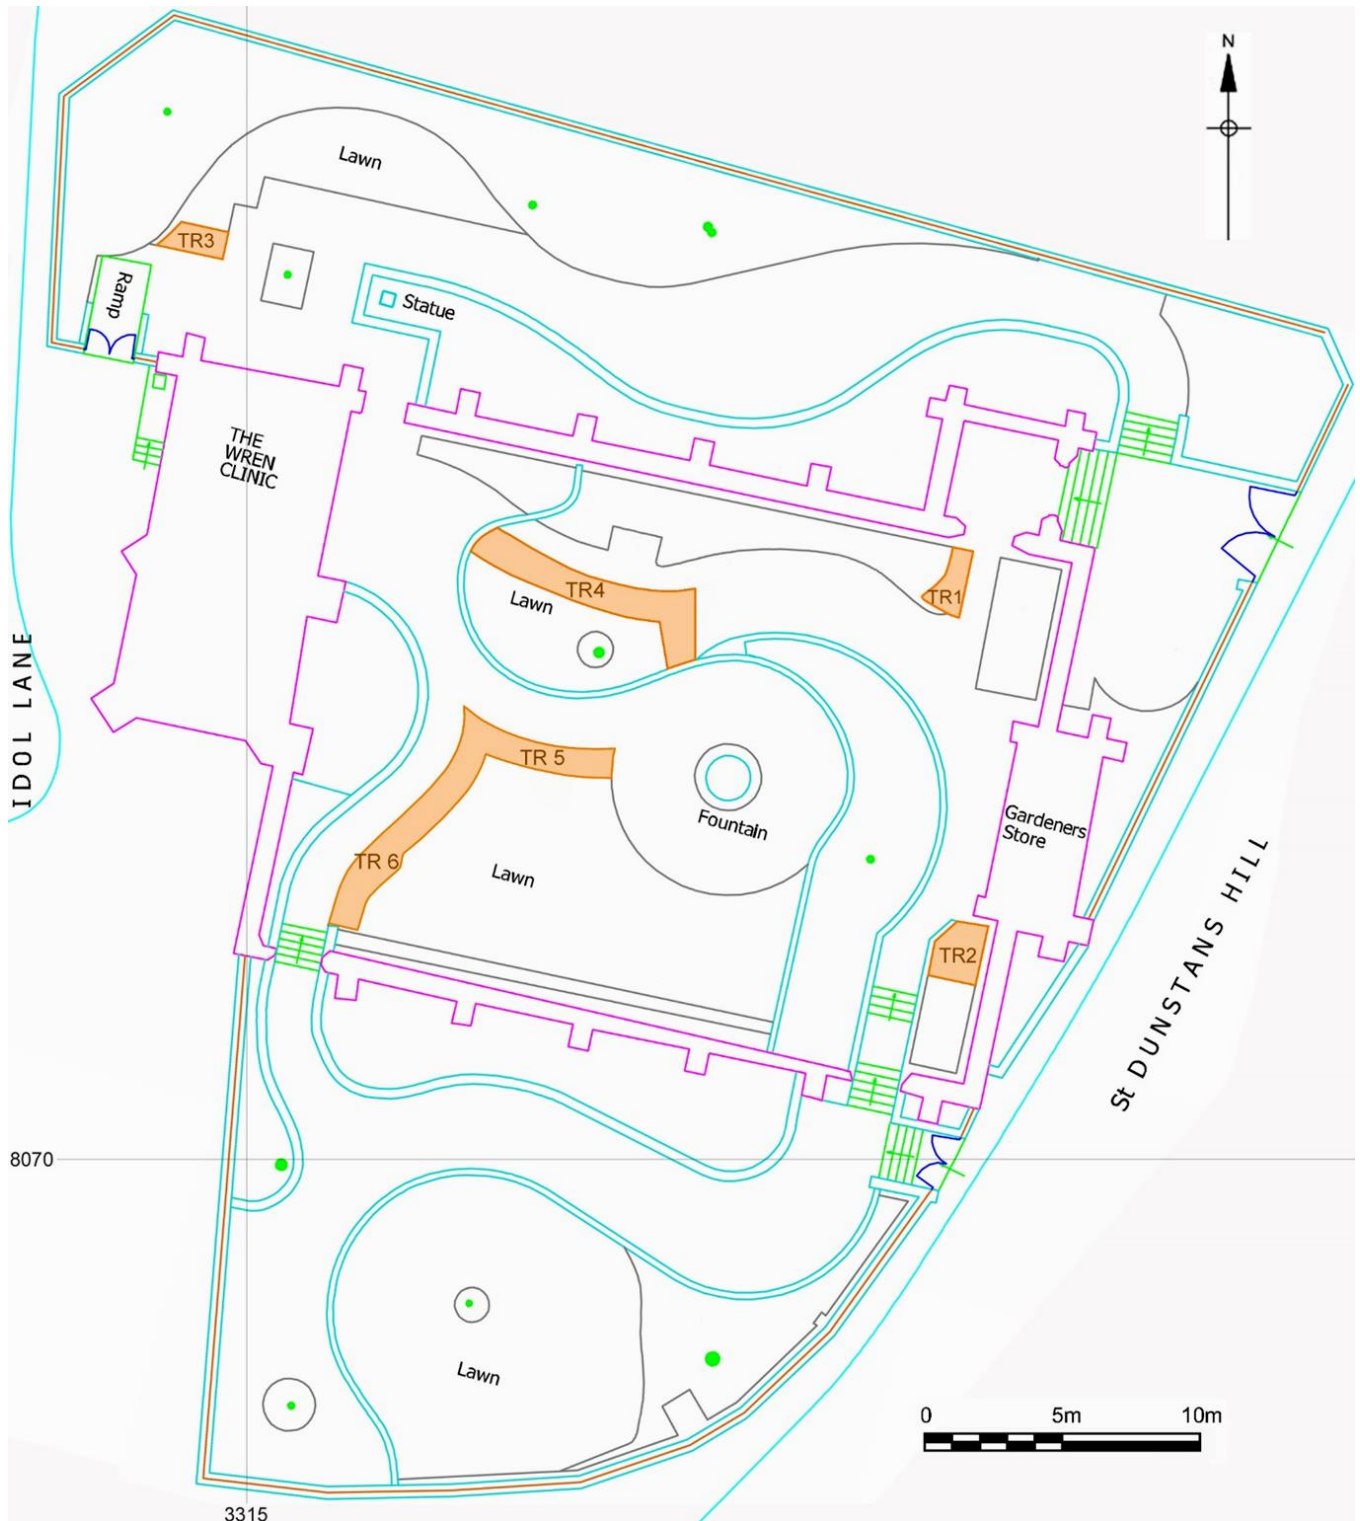 N
Lawn
TR3
Ramp
Statue
THE
WREN
CLINIC
TR4
Lawn
TR1
IDOL LANE
TR 5
Fountain
Gardeners
Store
TR 6
Lawn
TR2
St DUNSTANS HILL
8070
Lawn
0 5m 10m
3315